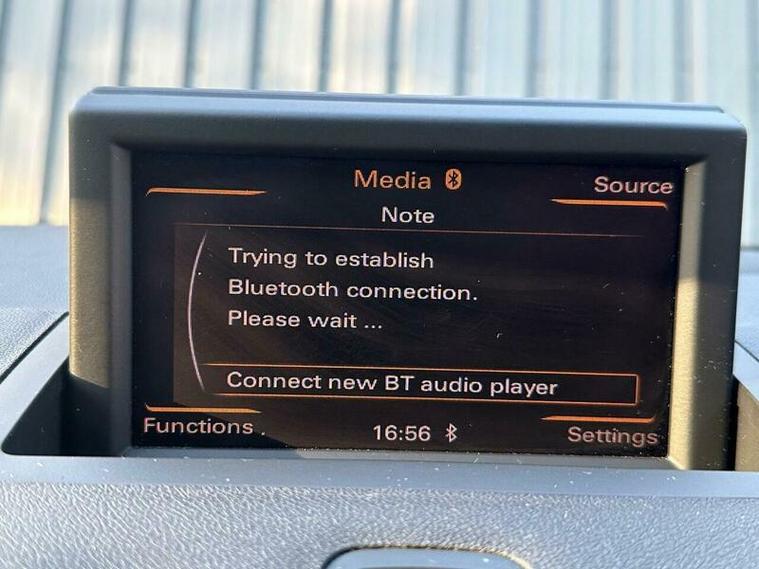 Media
Source
Note
Trying to establish
Bluetooth connection.
Please wait ...
Connect new BT audio player
Functions
16:56
Settings